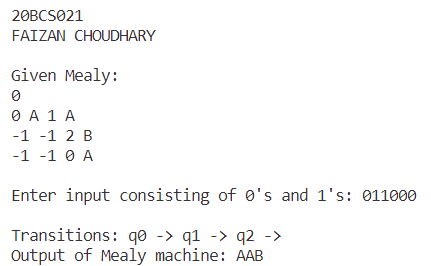 20BCS021
FAIZAN CHOUDHARY
Given Mealy:
0
0 A 1 A
-1 -1 2 B
-1 -1 0 A
Enter input consisting of 0's and 1's: 011000
Transitions: q0 -> q1 -> q2 ->
Output of Mealy machine: AAB